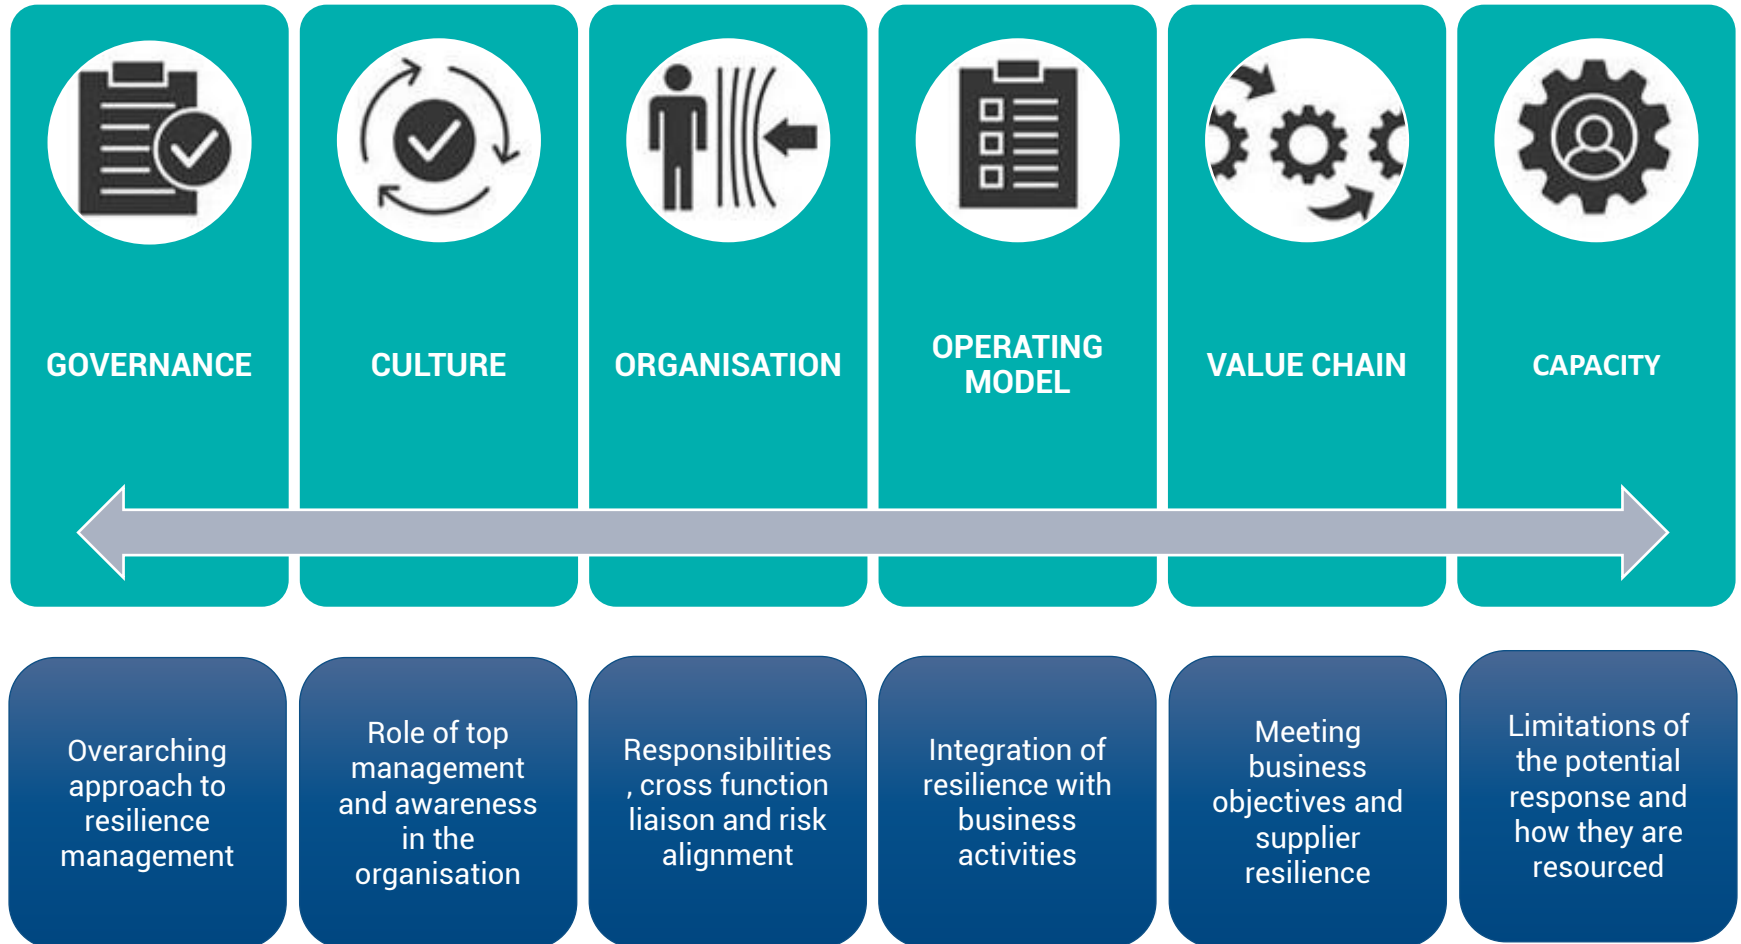 GOVERNANCE
CULTURE
ORGANISATION
OPERATING
MODEL
VALUE CHAIN
CAPACITY
Overarching
approach to
resilience
management
Role of top
management
and awareness
in the
organisation
Responsibilities
, cross function
liaison and risk
alignment
Integration of
resilience with
business
activities
Meeting
business
objectives and
supplier
resilience
Limitations of
the potential
response and
how they are
resourced